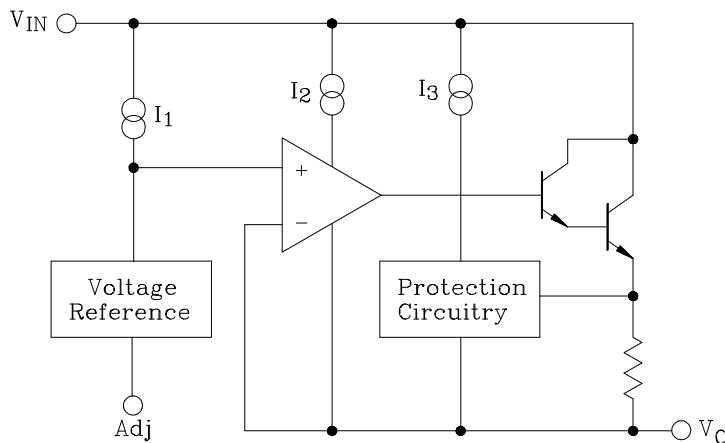 VIN
I1
I2
I3
+
−
Voltage
Reference
Protection
Circuitry
Adj
VO